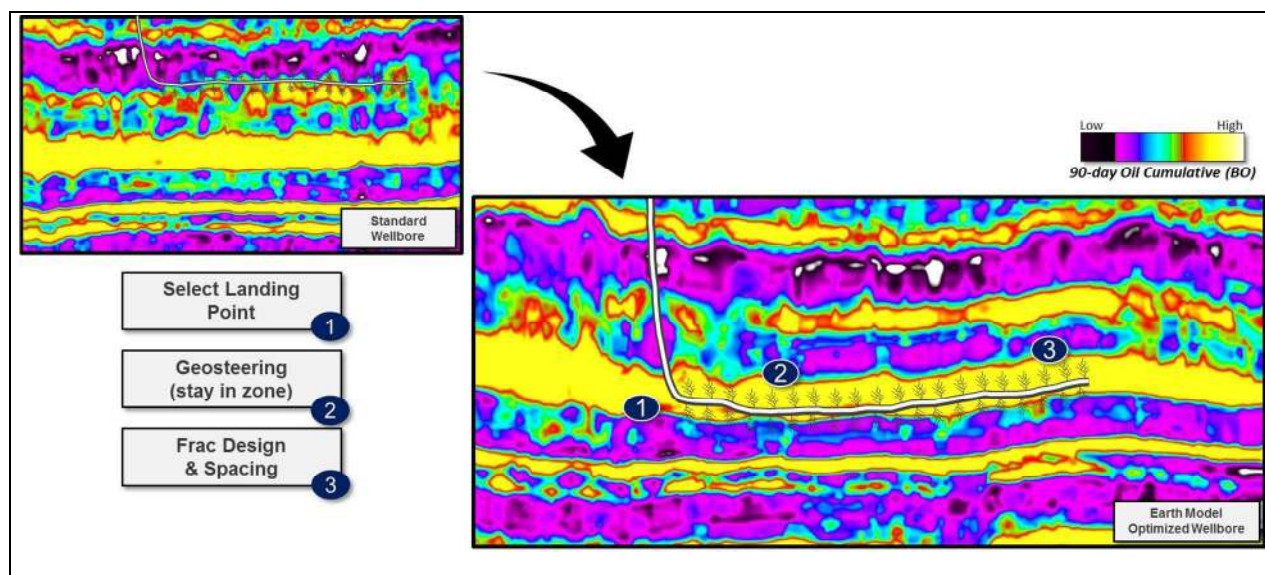 Standard
Wellbore
Low
High
90-day Oil Cumulative (BO)
Select Landing
Point
1
Geosteering
(stay in zone)
2
Frac Design
& Spacing
3
1
2
3
Earth Model
Optimized Wellbore